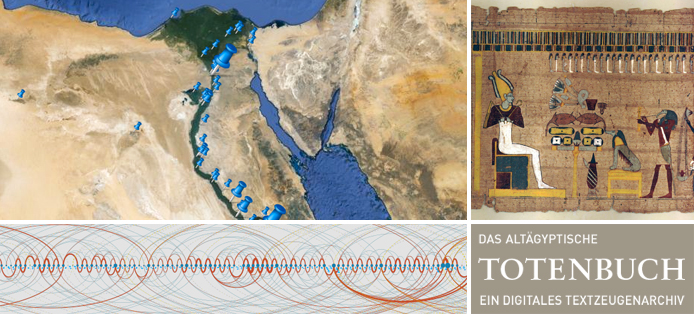 DAS ALTÄGYPTISCHE
TOTENBUCH
EIN DIGITALES TEXTZEUGENARCHIV